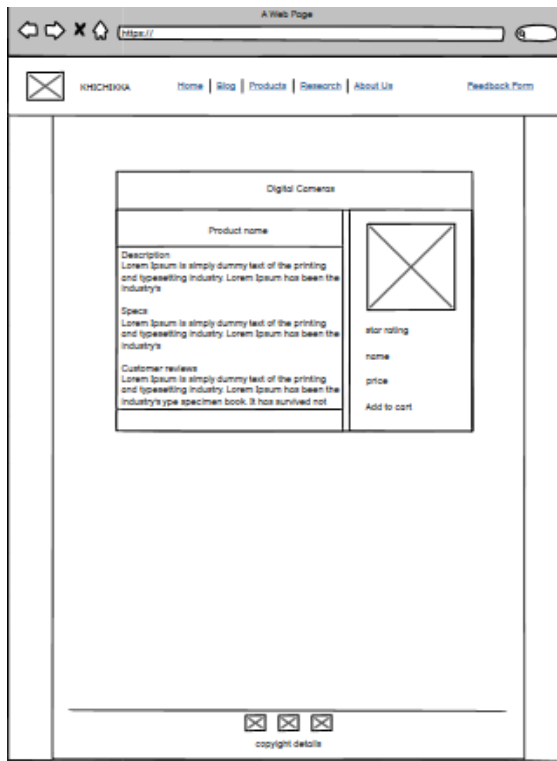 A Web Page
https://
KHICHIKKA Home Blog Products Research About Us Feedback Form
Digital Cameras
Product name
Description
Lorem Ipsum is simply dummy text of the printing
and typesetting industry. Lorem Ipsum has been the
industry's
Specs
Lorem Ipsum is simply dummy text of the printing
and typesetting industry. Lorem Ipsum has been the
industry's
Customer reviews
Lorem Ipsum is simply dummy text of the printing
and typesetting industry. Lorem Ipsum has been the
industry's ype specimen book. It has survived not
star rating
name
price
Add to cart
copyight details